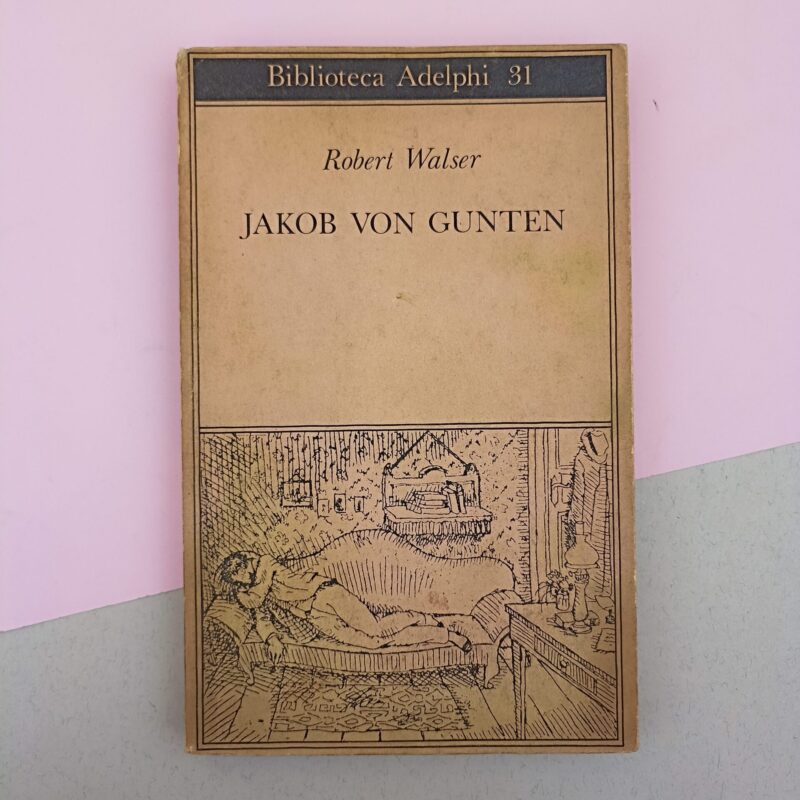 Biblioteca Adelphi 31
Robert Walser
JAKOB VON GUNTEN